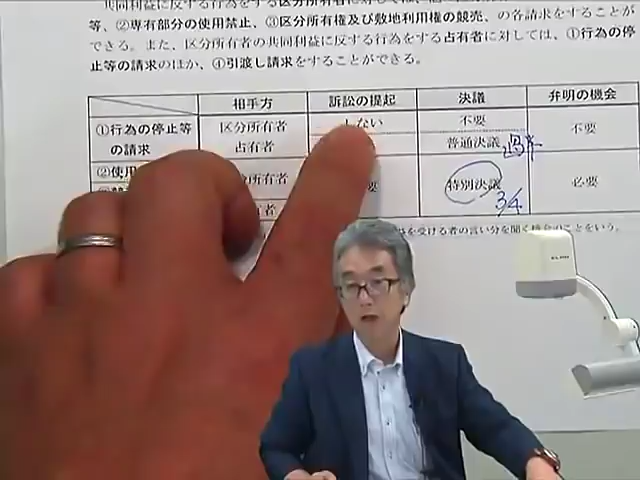 共同利益に反する行為をする区分所有者に対して
等、②専有部分の使用禁止、③区分所有権及び敷地利用権の競売、の各請求をすることが
できる。また、区分所有者の共同利益に反する行為をする占有者に対しては、①行為の停
止等の請求のほか、④引渡し請求をすることができる。
相手方 訴訟の提起 決議 弁明の機会
①行為の停止等の請求 区分所有者 しない 不要 不要
占有者 普通決議 過半
②使用 分所有者 要 特別決議 3/4 必要
有者
を受ける者の言い分を聞く機会のことをいう。